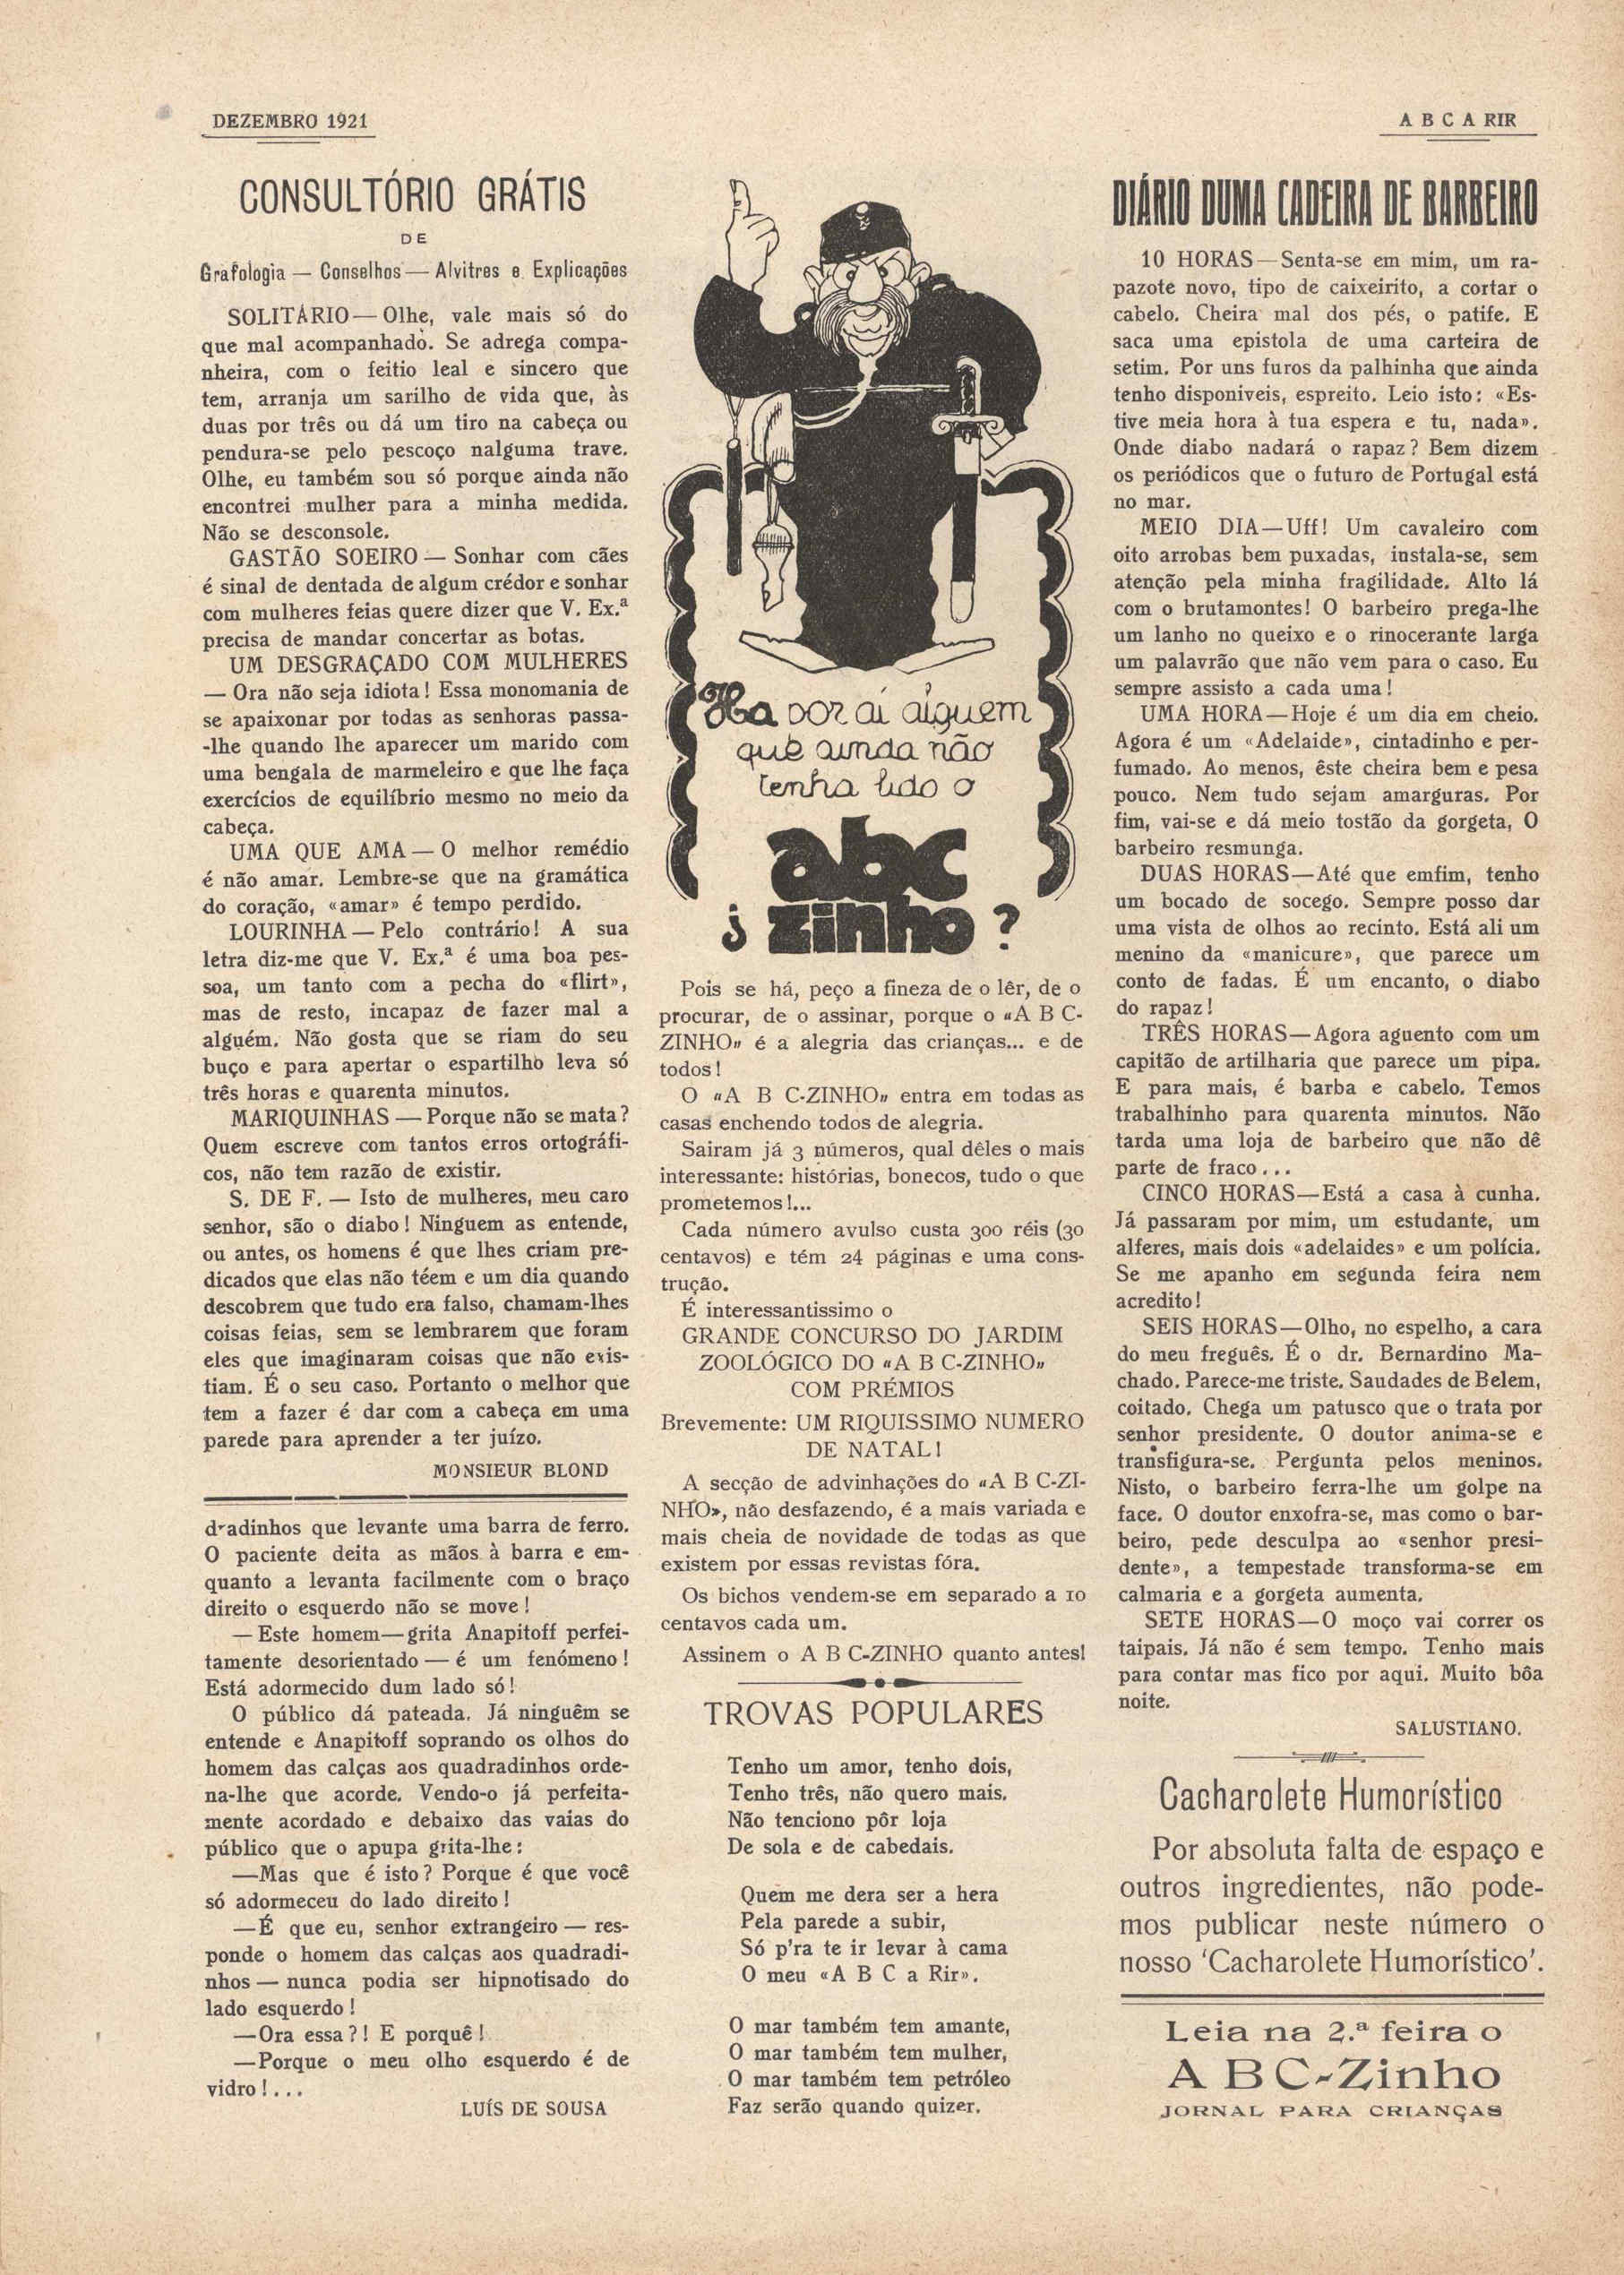 DEZEMBRO 1921
A B C A RIR
CONSULTÓRIO GRÁTIS
DE
Grafologia — Conselhos — Alvitres e Explicações
SOLITÁRIO — Olhe, vale mais só do
que mal acompanhado. Se adrega compa-
nheira, com o feitio leal e sincero que
tem, arranja um sarilho de vida que, às
duas por três ou dá um tiro na cabeça ou
pendura-se pelo pescoço nalguma trave.
Olhe, eu também sou só porque ainda não
encontrei mulher para a minha medida.
Não se desconsole.
GASTÃO SOEIRO — Sonhar com cães
é sinal de dentada de algum crédor e sonhar
com mulheres feias quere dizer que V. Ex.ª
precisa de mandar concertar as botas.
UM DESGRAÇADO COM MULHERES
— Ora não seja idiota! Essa monomania de
se apaixonar por todas as senhoras passa-
-lhe quando lhe aparecer um marido com
uma bengala de marmeleiro e que lhe faça
exercícios de equilíbrio mesmo no meio da
cabeça.
UMA QUE AMA — O melhor remédio
é não amar. Lembre-se que na gramática
do coração, «amar» é tempo perdido.
LOURINHA — Pelo contrário! A sua
letra diz-me que V. Ex.ª é uma boa pes-
soa, um tanto com a pecha do «flirt»,
mas de resto, incapaz de fazer mal a
alguém. Não gosta que se riam do seu
buço e para apertar o espartilho leva só
três horas e quarenta minutos.
MARIQUINHAS — Porque não se mata?
Quem escreve com tantos erros ortográfi-
cos, não tem razão de existir.
S. DE F. — Isto de mulheres, meu caro
senhor, são o diabo! Ninguem as entende,
ou antes, os homens é que lhes criam pre-
dicados que elas não téem e um dia quando
descobrem que tudo era falso, chamam-lhes
coisas feias, sem se lembrarem que foram
eles que imaginaram coisas que não exis-
tiam. É o seu caso. Portanto o melhor que
tem a fazer é dar com a cabeça em uma
parede para aprender a ter juízo.
MONSIEUR BLOND
dradinhos que levante uma barra de ferro.
O paciente deita as mãos à barra e em-
quanto a levanta facilmente com o braço
direito o esquerdo não se move!
— Este homem—grita Anapitoff perfei-
tamente desorientado — é um fenómeno!
Está adormecido dum lado só!
O público dá pateada. Já ninguêm se
entende e Anapitoff soprando os olhos do
homem das calças aos quadradinhos orde-
na-lhe que acorde. Vendo-o já perfeita-
mente acordado e debaixo das vaias do
público que o apupa grita-lhe:
—Mas que é isto? Porque é que você
só adormeceu do lado direito!
—É que eu, senhor extrangeiro — res-
ponde o homem das calças aos quadradi-
nhos — nunca podia ser hipnotisado do
lado esquerdo!
—Ora essa?! E porquê!
—Porque o meu olho esquerdo é de
vidro!...
LUÍS DE SOUSA
Ha por aí alguem
que ainda não
tenha lido o
abc
zinho?
Pois se há, peço a fineza de o lêr, de o
procurar, de o assinar, porque o «A B C-
ZINHO» é a alegria das crianças... e de
todos!
O «A B C-ZINHO» entra em todas as
casas enchendo todos de alegria.
Sairam já 3 números, qual dêles o mais
interessante: histórias, bonecos, tudo o que
prometemos!...
Cada número avulso custa 300 réis (30
centavos) e tém 24 páginas e uma cons-
trução.
É interessantissimo o
GRANDE CONCURSO DO JARDIM
ZOOLÓGICO DO «A B C-ZINHO»
COM PRÉMIOS
Brevemente: UM RIQUISSIMO NUMERO
DE NATAL!
A secção de advinhações do «A B C-ZI-
NHO», não desfazendo, é a mais variada e
mais cheia de novidade de todas as que
existem por essas revistas fóra.
Os bichos vendem-se em separado a 10
centavos cada um.
Assinem o A B C-ZINHO quanto antes!
TROVAS POPULARES
Tenho um amor, tenho dois,
Tenho três, não quero mais.
Não tenciono pôr loja
De sola e de cabedais.
Quem me dera ser a hera
Pela parede a subir,
Só p'ra te ir levar à cama
O meu «A B C a Rir».
O mar também tem amante,
O mar também tem mulher,
O mar também tem petróleo
Faz serão quando quizer.
DIÁRIO DUMA CADEIRA DE BARBEIRO
10 HORAS—Senta-se em mim, um ra-
pazote novo, tipo de caixeirito, a cortar o
cabelo. Cheira mal dos pés, o patife. E
saca uma epistola de uma carteira de
setim. Por uns furos da palhinha que ainda
tenho disponiveis, espreito. Leio isto: «Es-
tive meia hora à tua espera e tu, nada».
Onde diabo nadará o rapaz? Bem dizem
os periódicos que o futuro de Portugal está
no mar.
MEIO DIA—Uff! Um cavaleiro com
oito arrobas bem puxadas, instala-se, sem
atenção pela minha fragilidade. Alto lá
com o brutamontes! O barbeiro prega-lhe
um lanho no queixo e o rinocerante larga
um palavrão que não vem para o caso. Eu
sempre assisto a cada uma!
UMA HORA—Hoje é um dia em cheio.
Agora é um «Adelaide», cintadinho e per-
fumado. Ao menos, êste cheira bem e pesa
pouco. Nem tudo sejam amarguras. Por
fim, vai-se e dá meio tostão da gorgeta, O
barbeiro resmunga.
DUAS HORAS—Até que emfim, tenho
um bocado de socego. Sempre posso dar
uma vista de olhos ao recinto. Está ali um
menino da «manicure», que parece um
conto de fadas. É um encanto, o diabo
do rapaz!
TRÊS HORAS—Agora aguento com um
capitão de artilharia que parece um pipa.
E para mais, é barba e cabelo. Temos
trabalhinho para quarenta minutos. Não
tarda uma loja de barbeiro que não dê
parte de fraco...
CINCO HORAS—Está a casa à cunha.
Já passaram por mim, um estudante, um
alferes, mais dois «adelaides» e um polícia.
Se me apanho em segunda feira nem
acredito!
SEIS HORAS—Olho, no espelho, a cara
do meu freguês. É o dr. Bernardino Ma-
chado. Parece-me triste. Saudades de Belem,
coitado. Chega um patusco que o trata por
senhor presidente. O doutor anima-se e
transfigura-se. Pergunta pelos meninos.
Nisto, o barbeiro ferra-lhe um golpe na
face. O doutor enxofra-se, mas como o bar-
beiro, pede desculpa ao «senhor presi-
dente», a tempestade transforma-se em
calmaria e a gorgeta aumenta.
SETE HORAS—O moço vai correr os
taipais. Já não é sem tempo. Tenho mais
para contar mas fico por aqui. Muito bôa
noite.
SALUSTIANO.
Cacharolete Humorístico
Por absoluta falta de espaço e
outros ingredientes, não pode-
mos publicar neste número o
nosso 'Cacharolete Humorístico'.
Leia na 2.ª feira o
A B C-Zinho
JORNAL PARA CRIANÇAS